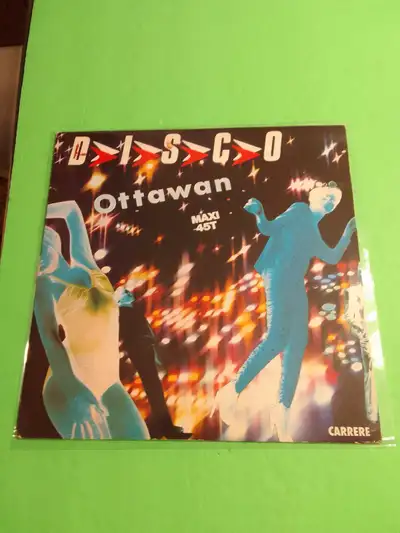 D.I.S.C.O
Ottawan
MAXI
45T
CARRERE